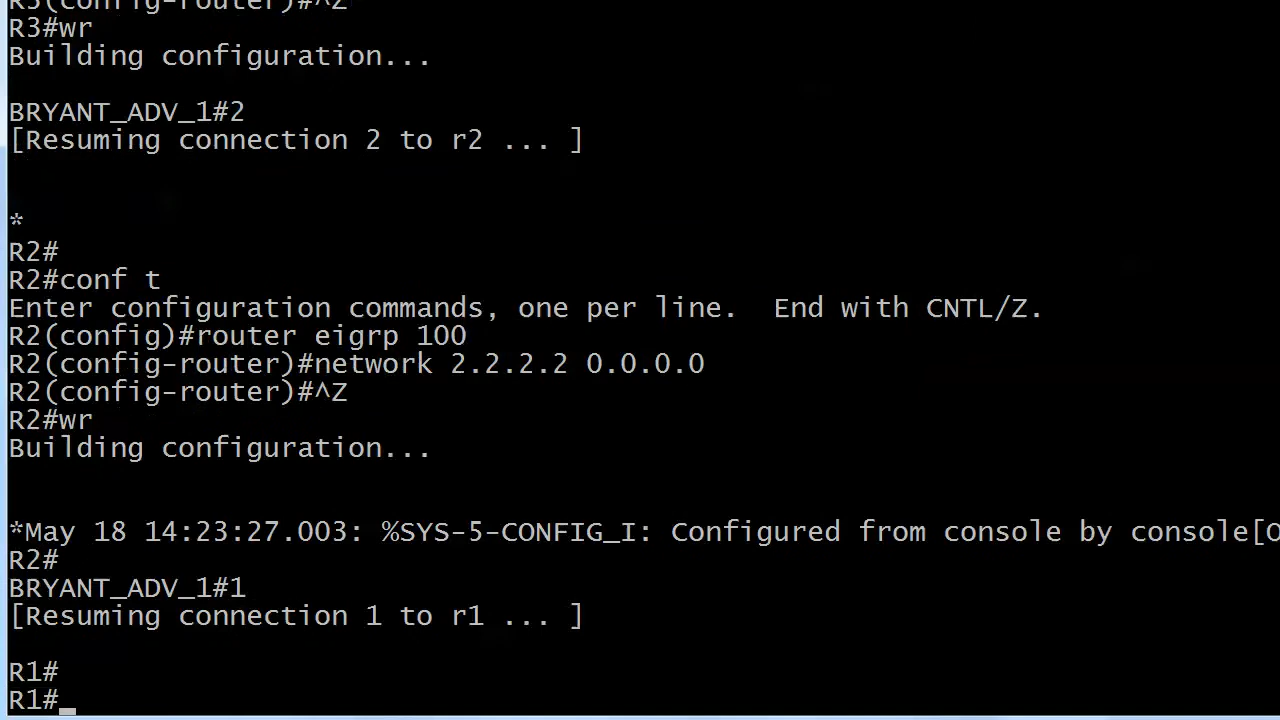 R3(config-router)#^Z
R3#wr
Building configuration...
BRYANT_ADV_1#2
[Resuming connection 2 to r2 ... ]
*
R2#
R2#conf t
Enter configuration commands, one per line.  End with CNTL/Z.
R2(config)#router eigrp 100
R2(config-router)#network 2.2.2.2 0.0.0.0
R2(config-router)#^Z
R2#wr
Building configuration...
*May 18 14:23:27.003: %SYS-5-CONFIG_I: Configured from console by console[O
R2#
BRYANT_ADV_1#1
[Resuming connection 1 to r1 ... ]
R1#
R1#